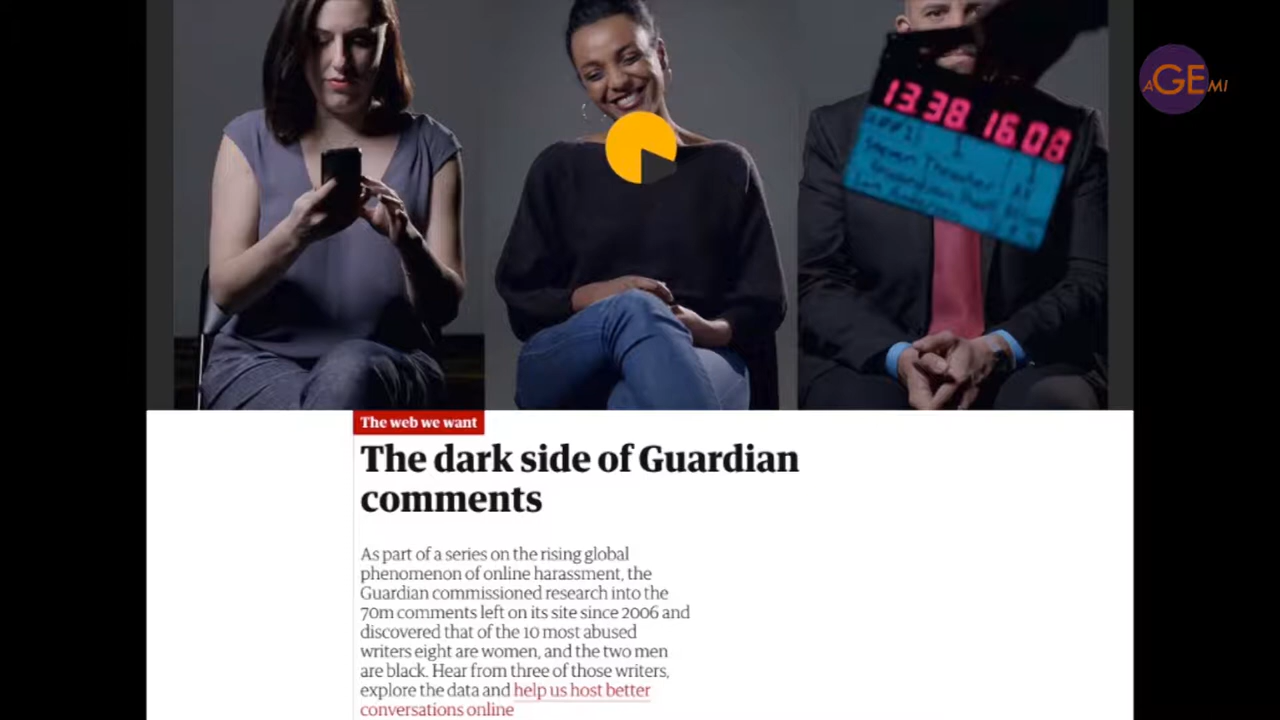 AGEMI
13 38 16 08
The web we want
The dark side of Guardian
comments
As part of a series on the rising global
phenomenon of online harassment, the
Guardian commissioned research into the
70m comments left on its site since 2006 and
discovered that of the 10 most abused
writers eight are women, and the two men
are black. Hear from three of those writers,
explore the data and help us host better
conversations online